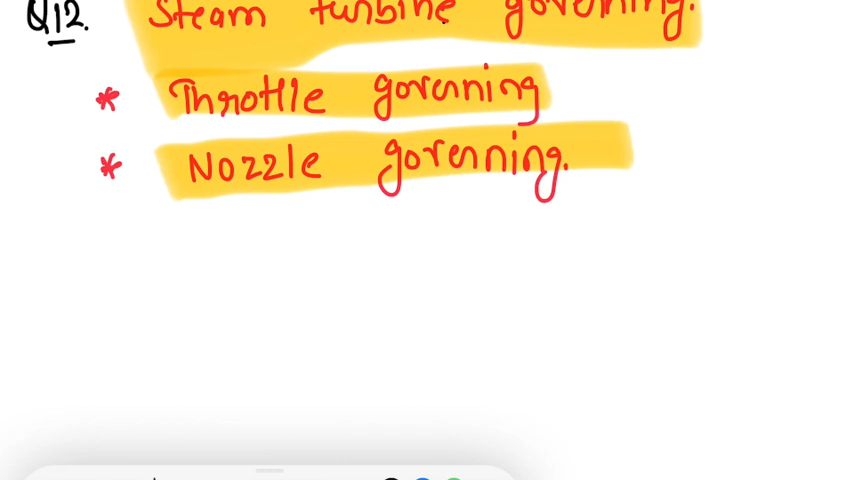 Q12. Steam turbine governing.
* Throttle governing
* Nozzle governing.